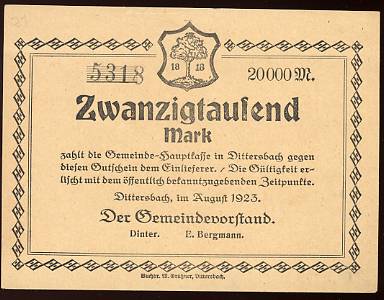 5318
18 18
20000 M.
Zwanzigtausend
Mark
zahlt die Gemeinde-Hauptkasse in Dittersbach gegen
diesen Gutschein dem Einlieferer. / Die Gültigkeit er-
lischt mit dem öffentlich bekanntzugebenden Zeitpunkte.
Dittersbach, im August 1923.
Der Gemeindevorstand.
Dinter. E. Bergmann.
Dittersbach.